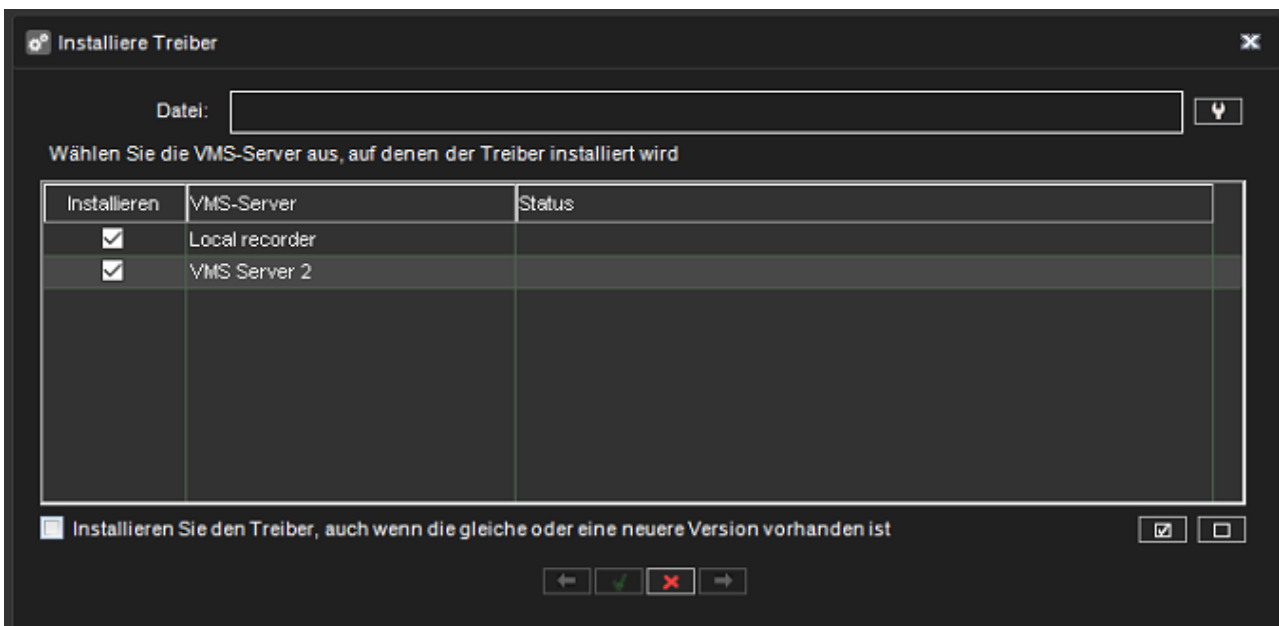 Installiere Treiber
Datei:
Wählen Sie die VMS-Server aus, auf denen der Treiber installiert wird
Installieren VMS-Server Status
Local recorder
VMS Server 2
Installieren Sie den Treiber, auch wenn die gleiche oder eine neuere Version vorhanden ist